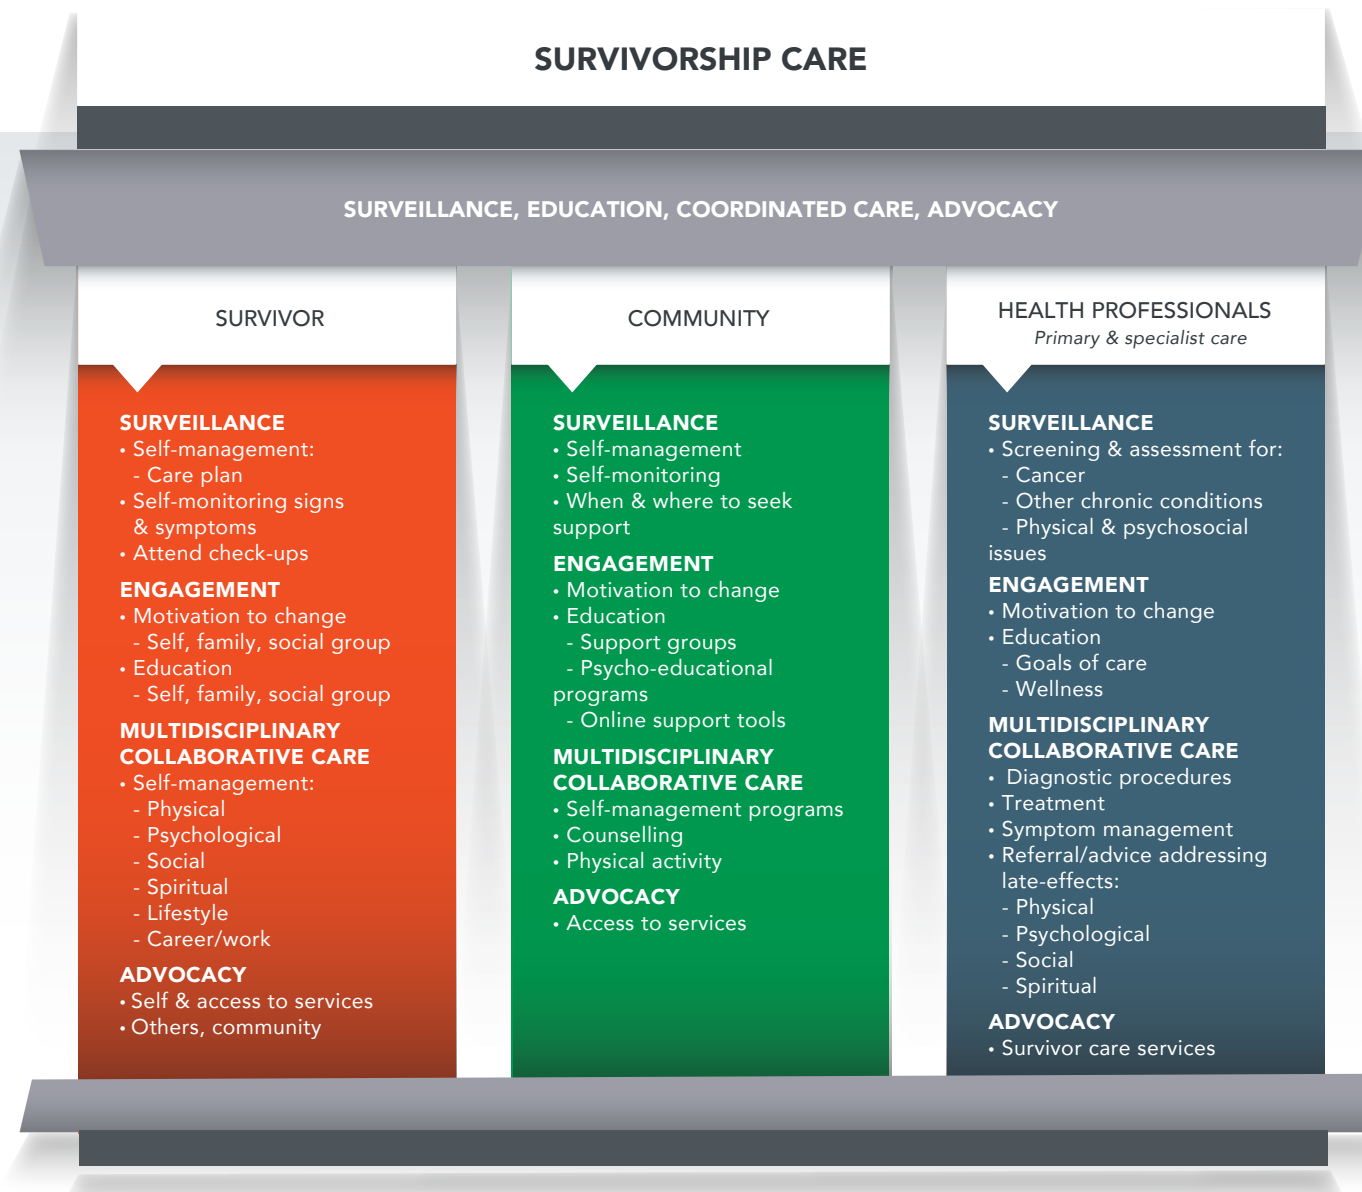 SURVIVORSHIP CARE
SURVEILLANCE, EDUCATION, COORDINATED CARE, ADVOCACY
SURVIVOR
SURVEILLANCE
• Self-management:
- Care plan
• Self-monitoring signs
& symptoms
• Attend check-ups
ENGAGEMENT
• Motivation to change
- Self, family, social group
• Education
- Self, family, social group
MULTIDISCIPLINARY
COLLABORATIVE CARE
• Self-management:
- Physical
- Psychological
- Social
- Spiritual
- Lifestyle
- Career/work
ADVOCACY
• Self & access to services
• Others, community
COMMUNITY
SURVEILLANCE
• Self-management
• Self-monitoring
• When & where to seek
support
ENGAGEMENT
• Motivation to change
• Education
- Support groups
- Psycho-educational
programs
- Online support tools
MULTIDISCIPLINARY
COLLABORATIVE CARE
• Self-management programs
• Counselling
• Physical activity
ADVOCACY
• Access to services
HEALTH PROFESSIONALS
Primary & specialist care
SURVEILLANCE
• Screening & assessment for:
- Cancer
- Other chronic conditions
- Physical & psychosocial
issues
ENGAGEMENT
• Motivation to change
• Education
- Goals of care
- Wellness
MULTIDISCIPLINARY
COLLABORATIVE CARE
• Diagnostic procedures
• Treatment
• Symptom management
• Referral/advice addressing
late-effects:
- Physical
- Psychological
- Social
- Spiritual
ADVOCACY
• Survivor care services